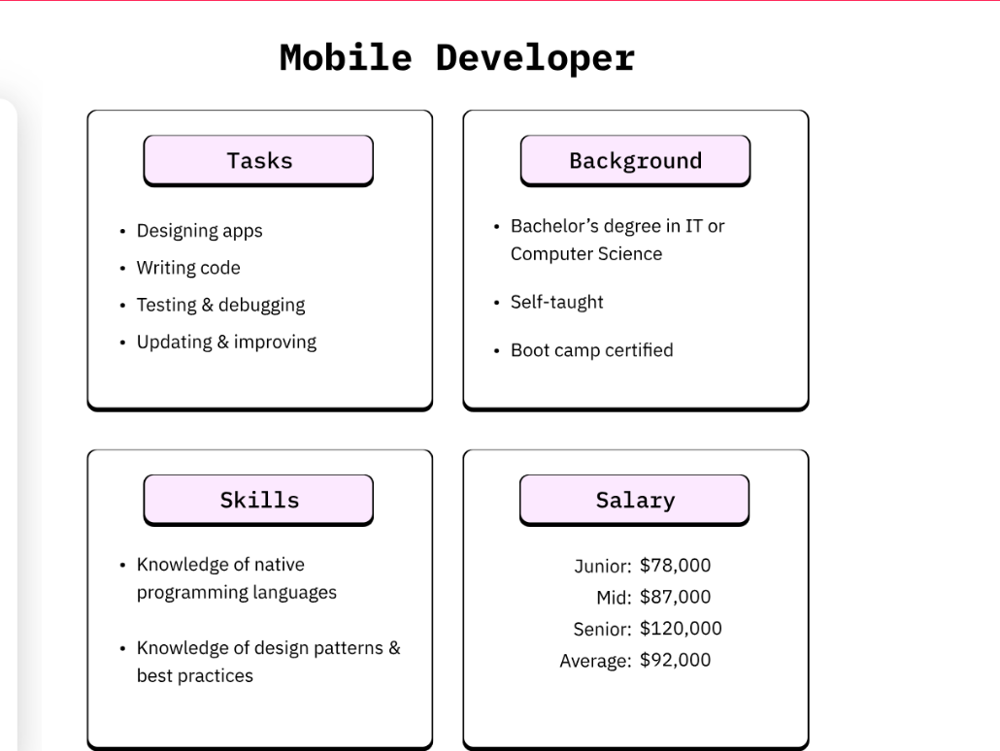 Mobile Developer
Tasks
• Designing apps
• Writing code
• Testing & debugging
• Updating & improving
Background
• Bachelor’s degree in IT or
Computer Science
• Self-taught
• Boot camp certified
Skills
• Knowledge of native
programming languages
• Knowledge of design patterns &
best practices
Salary
Junior: $78,000
Mid: $87,000
Senior: $120,000
Average: $92,000